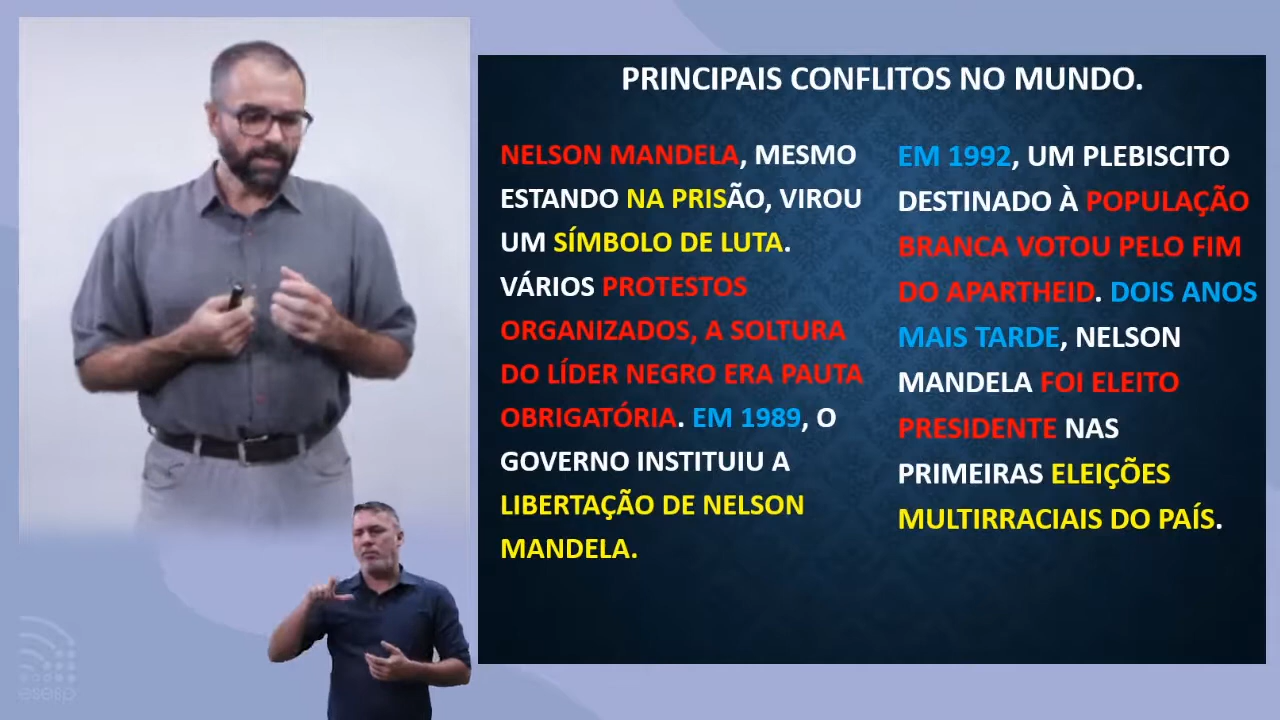 PRINCIPAIS CONFLITOS NO MUNDO.
NELSON MANDELA, MESMO
ESTANDO NA PRISÃO, VIROU
UM SÍMBOLO DE LUTA.
VÁRIOS PROTESTOS
ORGANIZADOS, A SOLTURA
DO LÍDER NEGRO ERA PAUTA
OBRIGATÓRIA. EM 1989, O
GOVERNO INSTITUIU A
LIBERTAÇÃO DE NELSON
MANDELA.
EM 1992, UM PLEBISCITO
DESTINADO À POPULAÇÃO
BRANCA VOTOU PELO FIM
DO APARTHEID. DOIS ANOS
MAIS TARDE, NELSON
MANDELA FOI ELEITO
PRESIDENTE NAS
PRIMEIRAS ELEIÇÕES
MULTIRRACIAIS DO PAÍS.
esesp